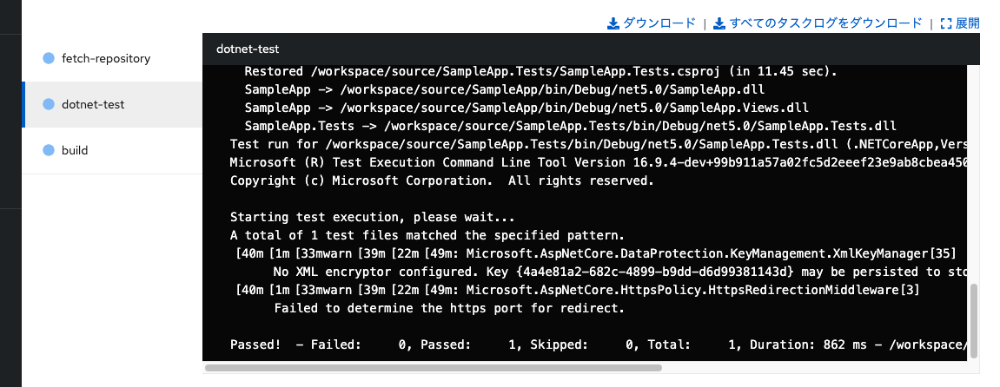 ダウンロード | すべてのタスクログをダウンロード | 展開
fetch-repository
dotnet-test
build
dotnet-test
Restored /workspace/source/SampleApp.Tests/SampleApp.Tests.csproj (in 11.45 sec).
SampleApp -> /workspace/source/SampleApp/bin/Debug/net5.0/SampleApp.dll
SampleApp -> /workspace/source/SampleApp/bin/Debug/net5.0/SampleApp.Views.dll
SampleApp.Tests -> /workspace/source/SampleApp.Tests/bin/Debug/net5.0/SampleApp.Tests.dll
Test run for /workspace/source/SampleApp.Tests/bin/Debug/net5.0/SampleApp.Tests.dll (.NETCoreApp,Vers
Microsoft (R) Test Execution Command Line Tool Version 16.9.4-dev+99b911a57a02fc5d2eeef23e9ab8cbea450
Copyright (c) Microsoft Corporation.  All rights reserved.
Starting test execution, please wait...
A total of 1 test files matched the specified pattern.
[40m[1m[33mwarn[39m[22m[49m: Microsoft.AspNetCore.DataProtection.KeyManagement.XmlKeyManager[35]
No XML encryptor configured. Key {4a4e81a2-682c-4899-b9dd-d6d99381143d} may be persisted to sto
[40m[1m[33mwarn[39m[22m[49m: Microsoft.AspNetCore.HttpsPolicy.HttpsRedirectionMiddleware[3]
Failed to determine the https port for redirect.
Passed!  - Failed:     0, Passed:     1, Skipped:     0, Total:     1, Duration: 862 ms - /workspace/